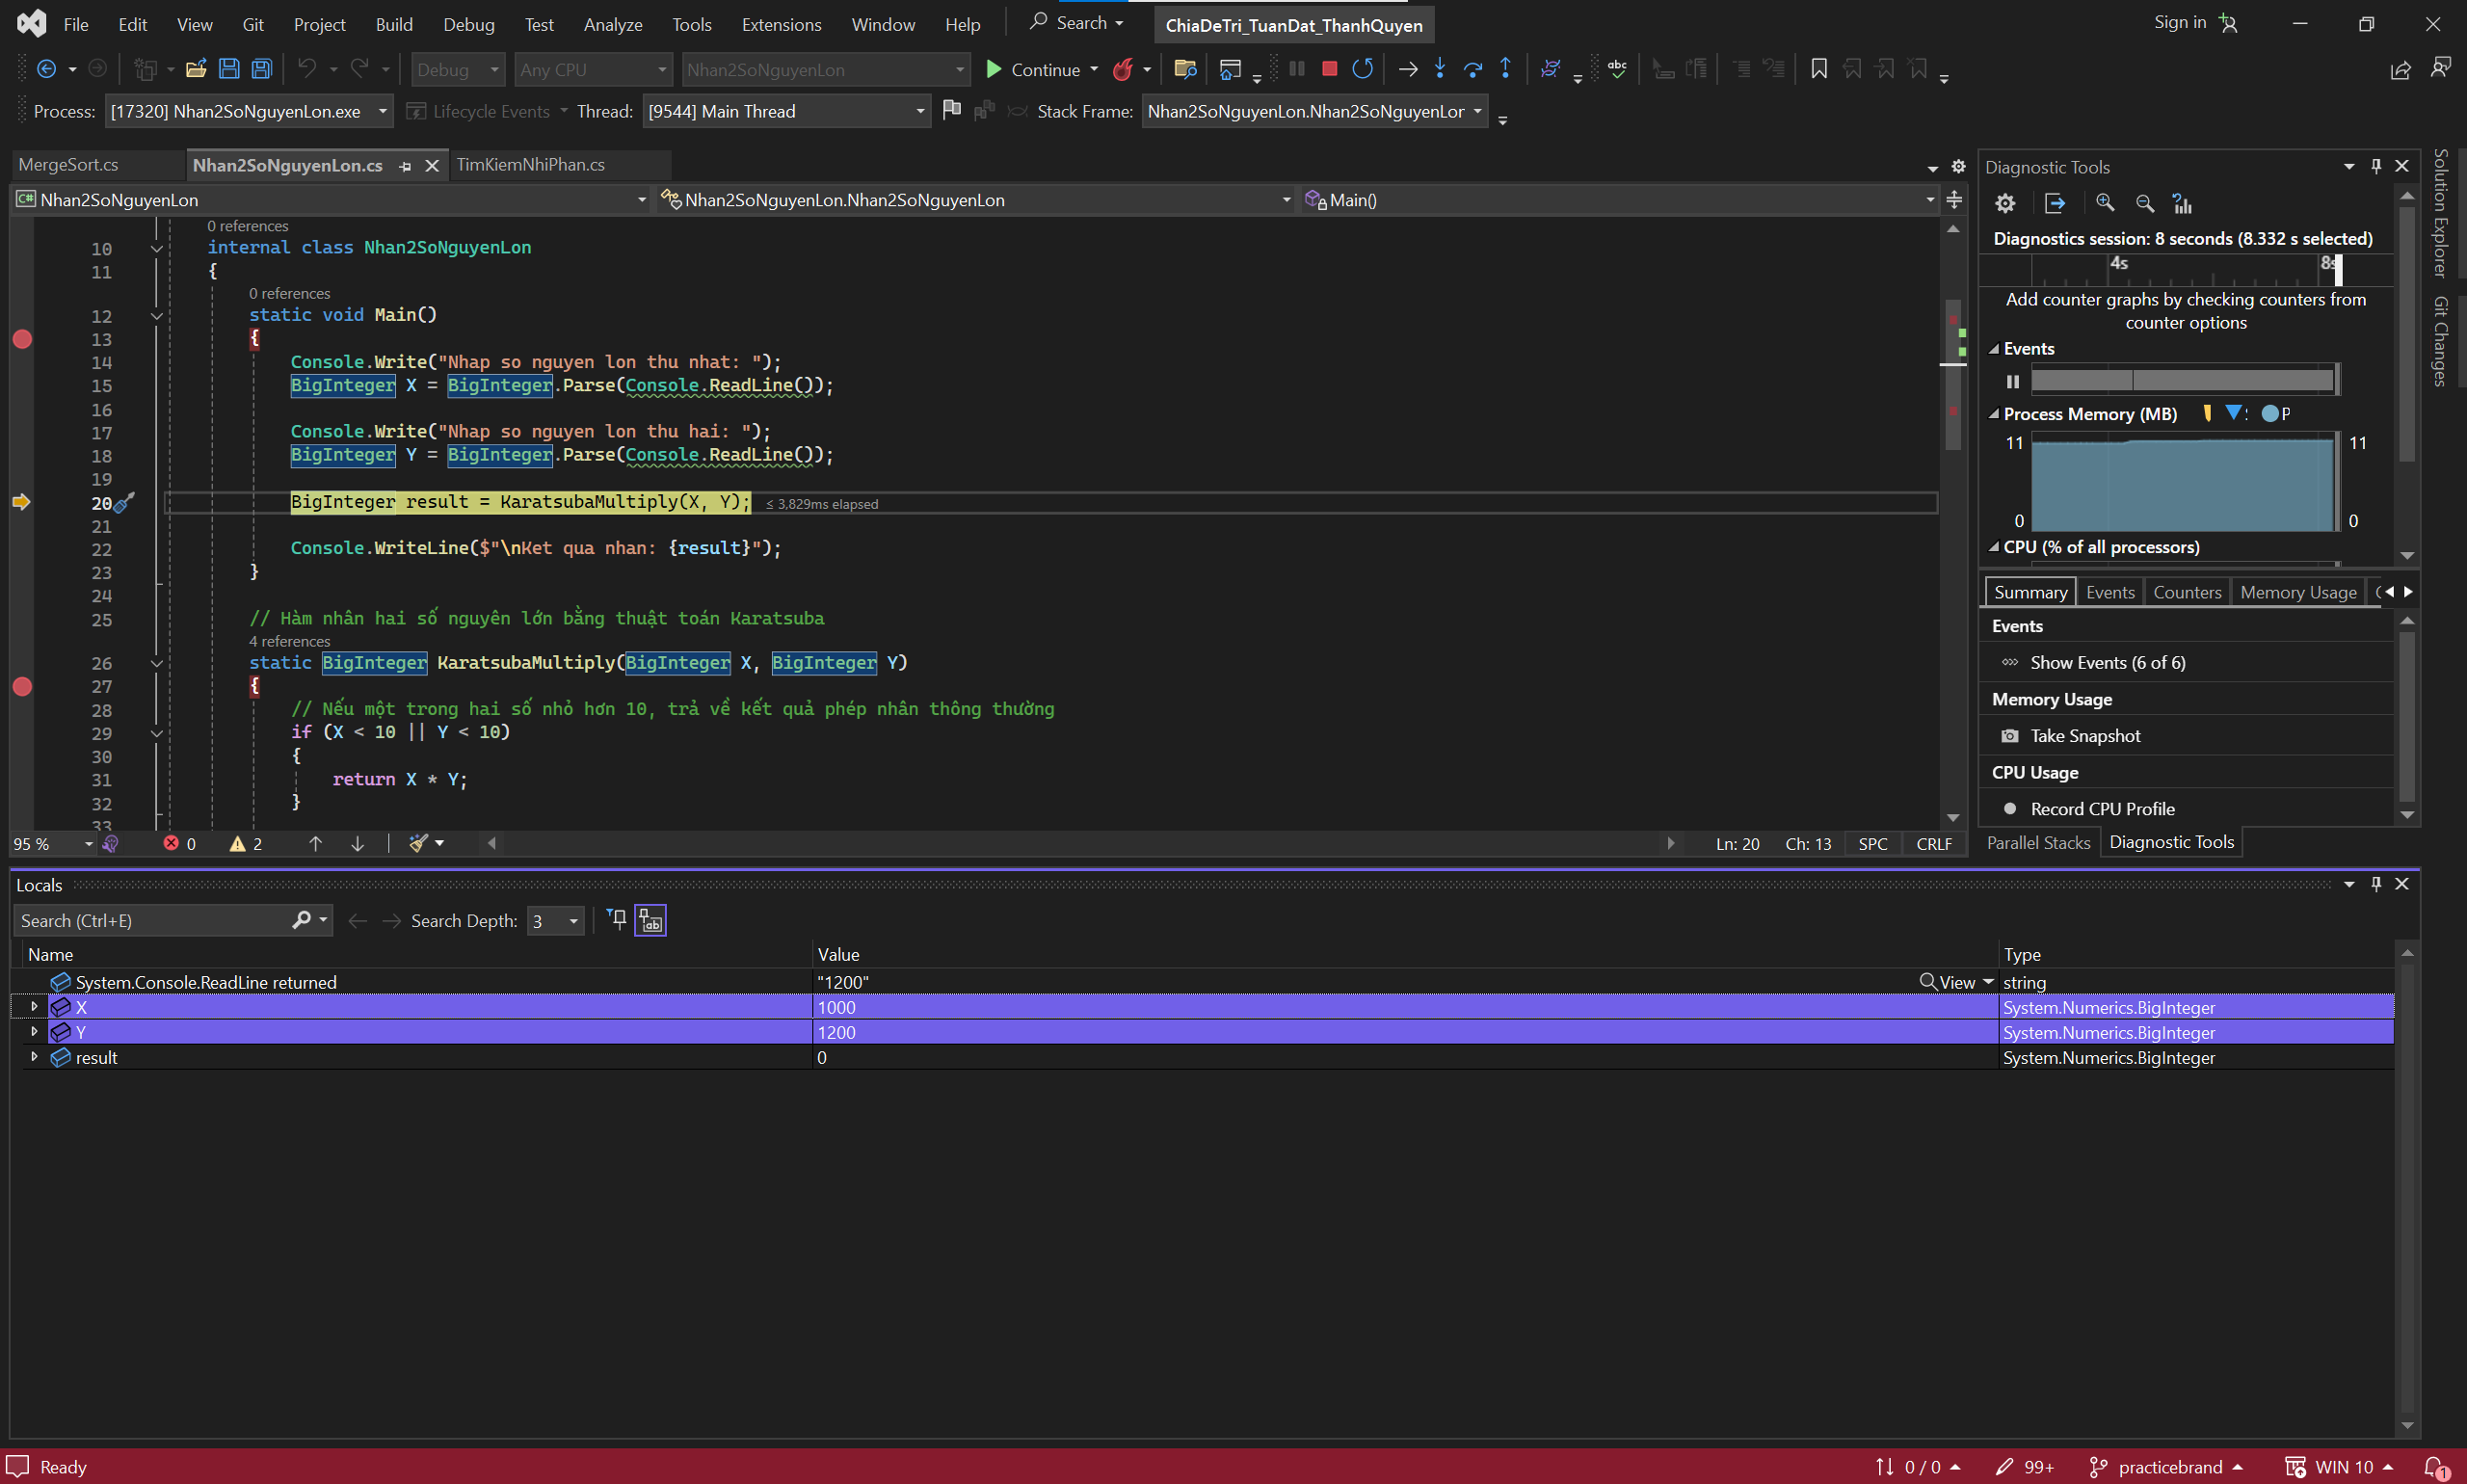 File Edit View Git Project Build Debug Test Analyze Tools Extensions Window Help Search ChiaDeTri_TuanDat_ThanhQuyen Sign in
Debug Any CPU Nhan2SoNguyenLon Continue
Process: [17320] Nhan2SoNguyenLon.exe Lifecycle Events Thread: [9544] Main Thread Stack Frame: Nhan2SoNguyenLon.Nhan2SoNguyenLor
MergeSort.cs Nhan2SoNguyenLon.cs TimKiemNhiPhan.cs
Nhan2SoNguyenLon Nhan2SoNguyenLon.Nhan2SoNguyenLon Main()
0 references
10 internal class Nhan2SoNguyenLon
11 {
0 references
12 static void Main()
13 {
14 Console.Write("Nhap so nguyen lon thu nhat: ");
15 BigInteger X = BigInteger.Parse(Console.ReadLine());
16
17 Console.Write("Nhap so nguyen lon thu hai: ");
18 BigInteger Y = BigInteger.Parse(Console.ReadLine());
19
20 BigInteger result = KaratsubaMultiply(X, Y); ≤ 3,829ms elapsed
21
22 Console.WriteLine($"\nKet qua nhan: {result}");
23 }
24
25 // Hàm nhân hai số nguyên lớn bằng thuật toán Karatsuba
4 references
26 static BigInteger KaratsubaMultiply(BigInteger X, BigInteger Y)
27 {
28 // Nếu một trong hai số nhỏ hơn 10, trả về kết quả phép nhân thông thường
29 if (X < 10 || Y < 10)
30 {
31 return X * Y;
32 }
33
95 % 0 2 Ln: 20 Ch: 13 SPC CRLF
Diagnostic Tools
Diagnostics session: 8 seconds (8.332 s selected)
4s 8s
Add counter graphs by checking counters from
counter options
Events
Process Memory (MB) P
11 11
0 0
CPU (% of all processors)
Summary Events Counters Memory Usage
Events
Show Events (6 of 6)
Memory Usage
Take Snapshot
CPU Usage
Record CPU Profile
Parallel Stacks Diagnostic Tools
Solution Explorer
Git Changes
Locals
Search (Ctrl+E) Search Depth: 3
Name Value Type
System.Console.ReadLine returned "1200" View string
X 1000 System.Numerics.BigInteger
Y 1200 System.Numerics.BigInteger
result 0 System.Numerics.BigInteger
Ready 0 / 0 99+ practicebrand WIN 10 1